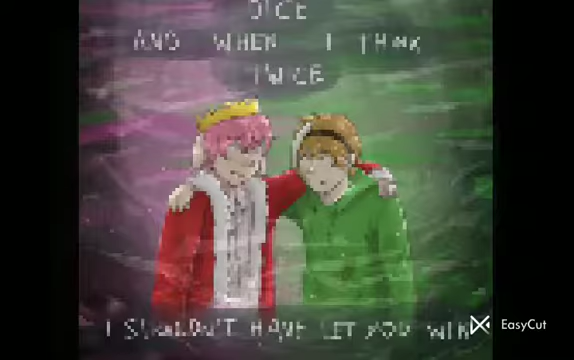 DICE
AND WHEN I THINK
TWICE
I SHOULDN'T HAVE LET YOU WIN
EasyCut